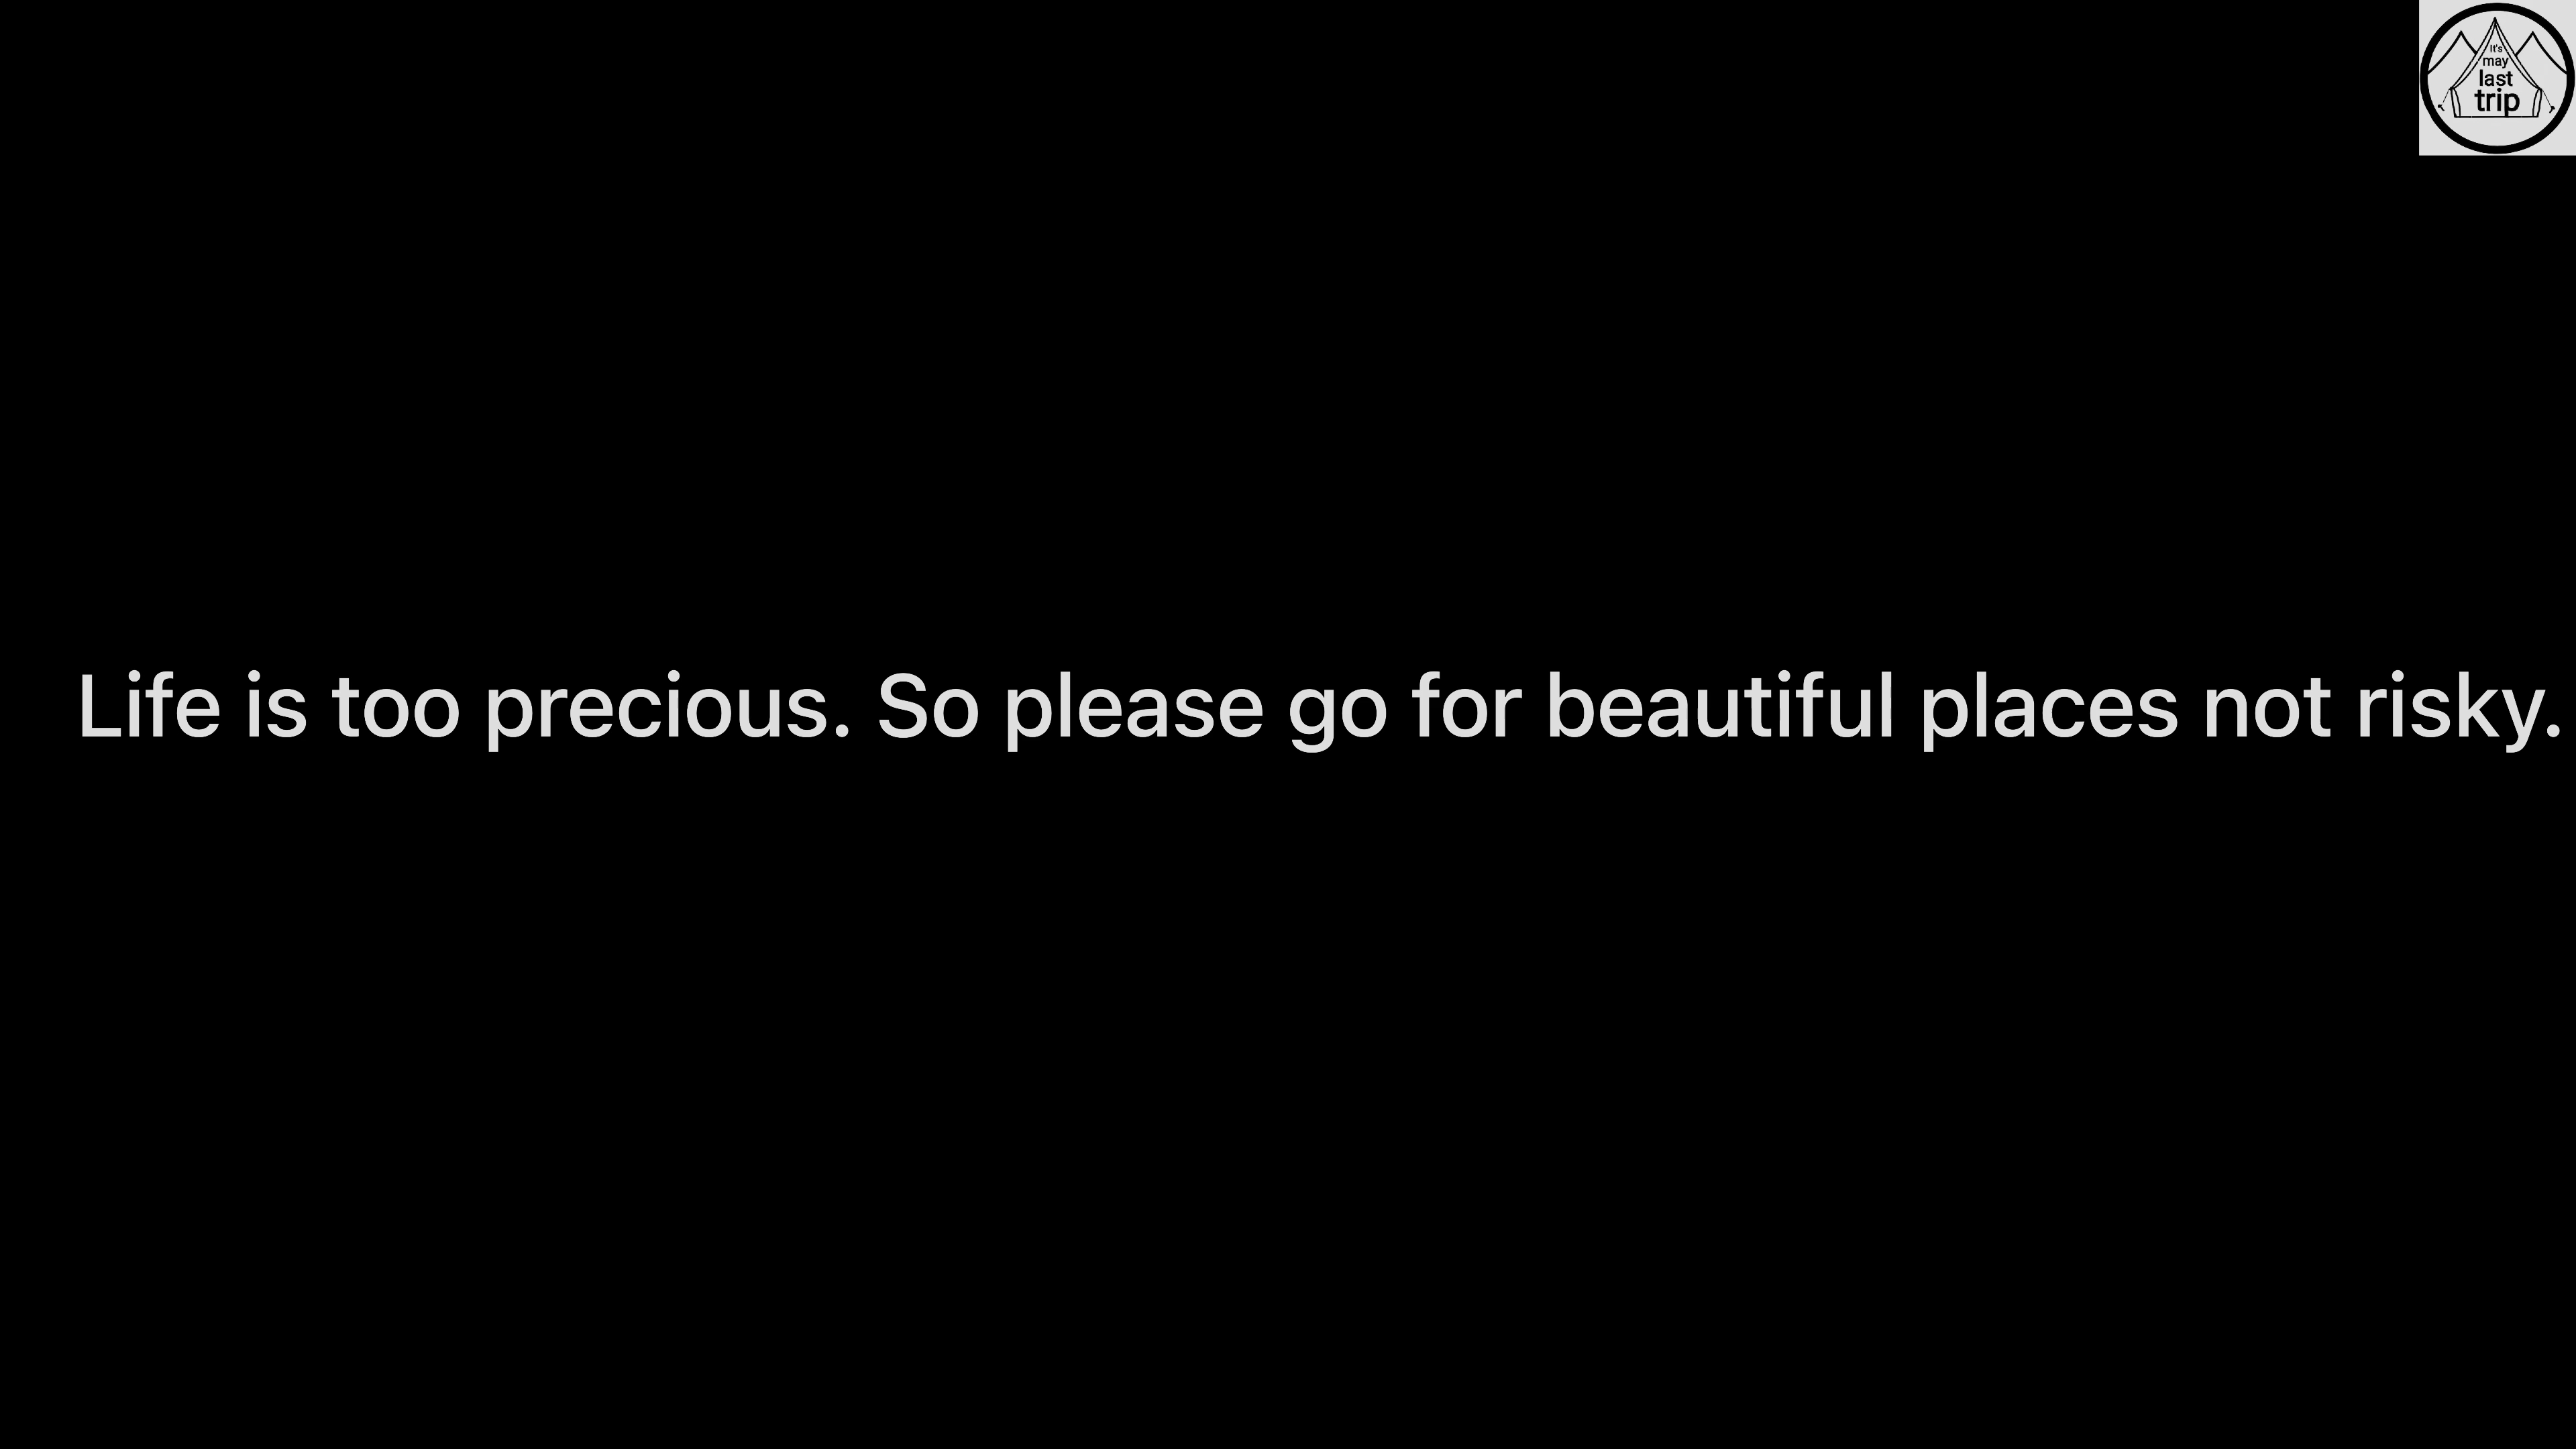 It's
may
last
trip
Life is too precious. So please go for beautiful places not risky.